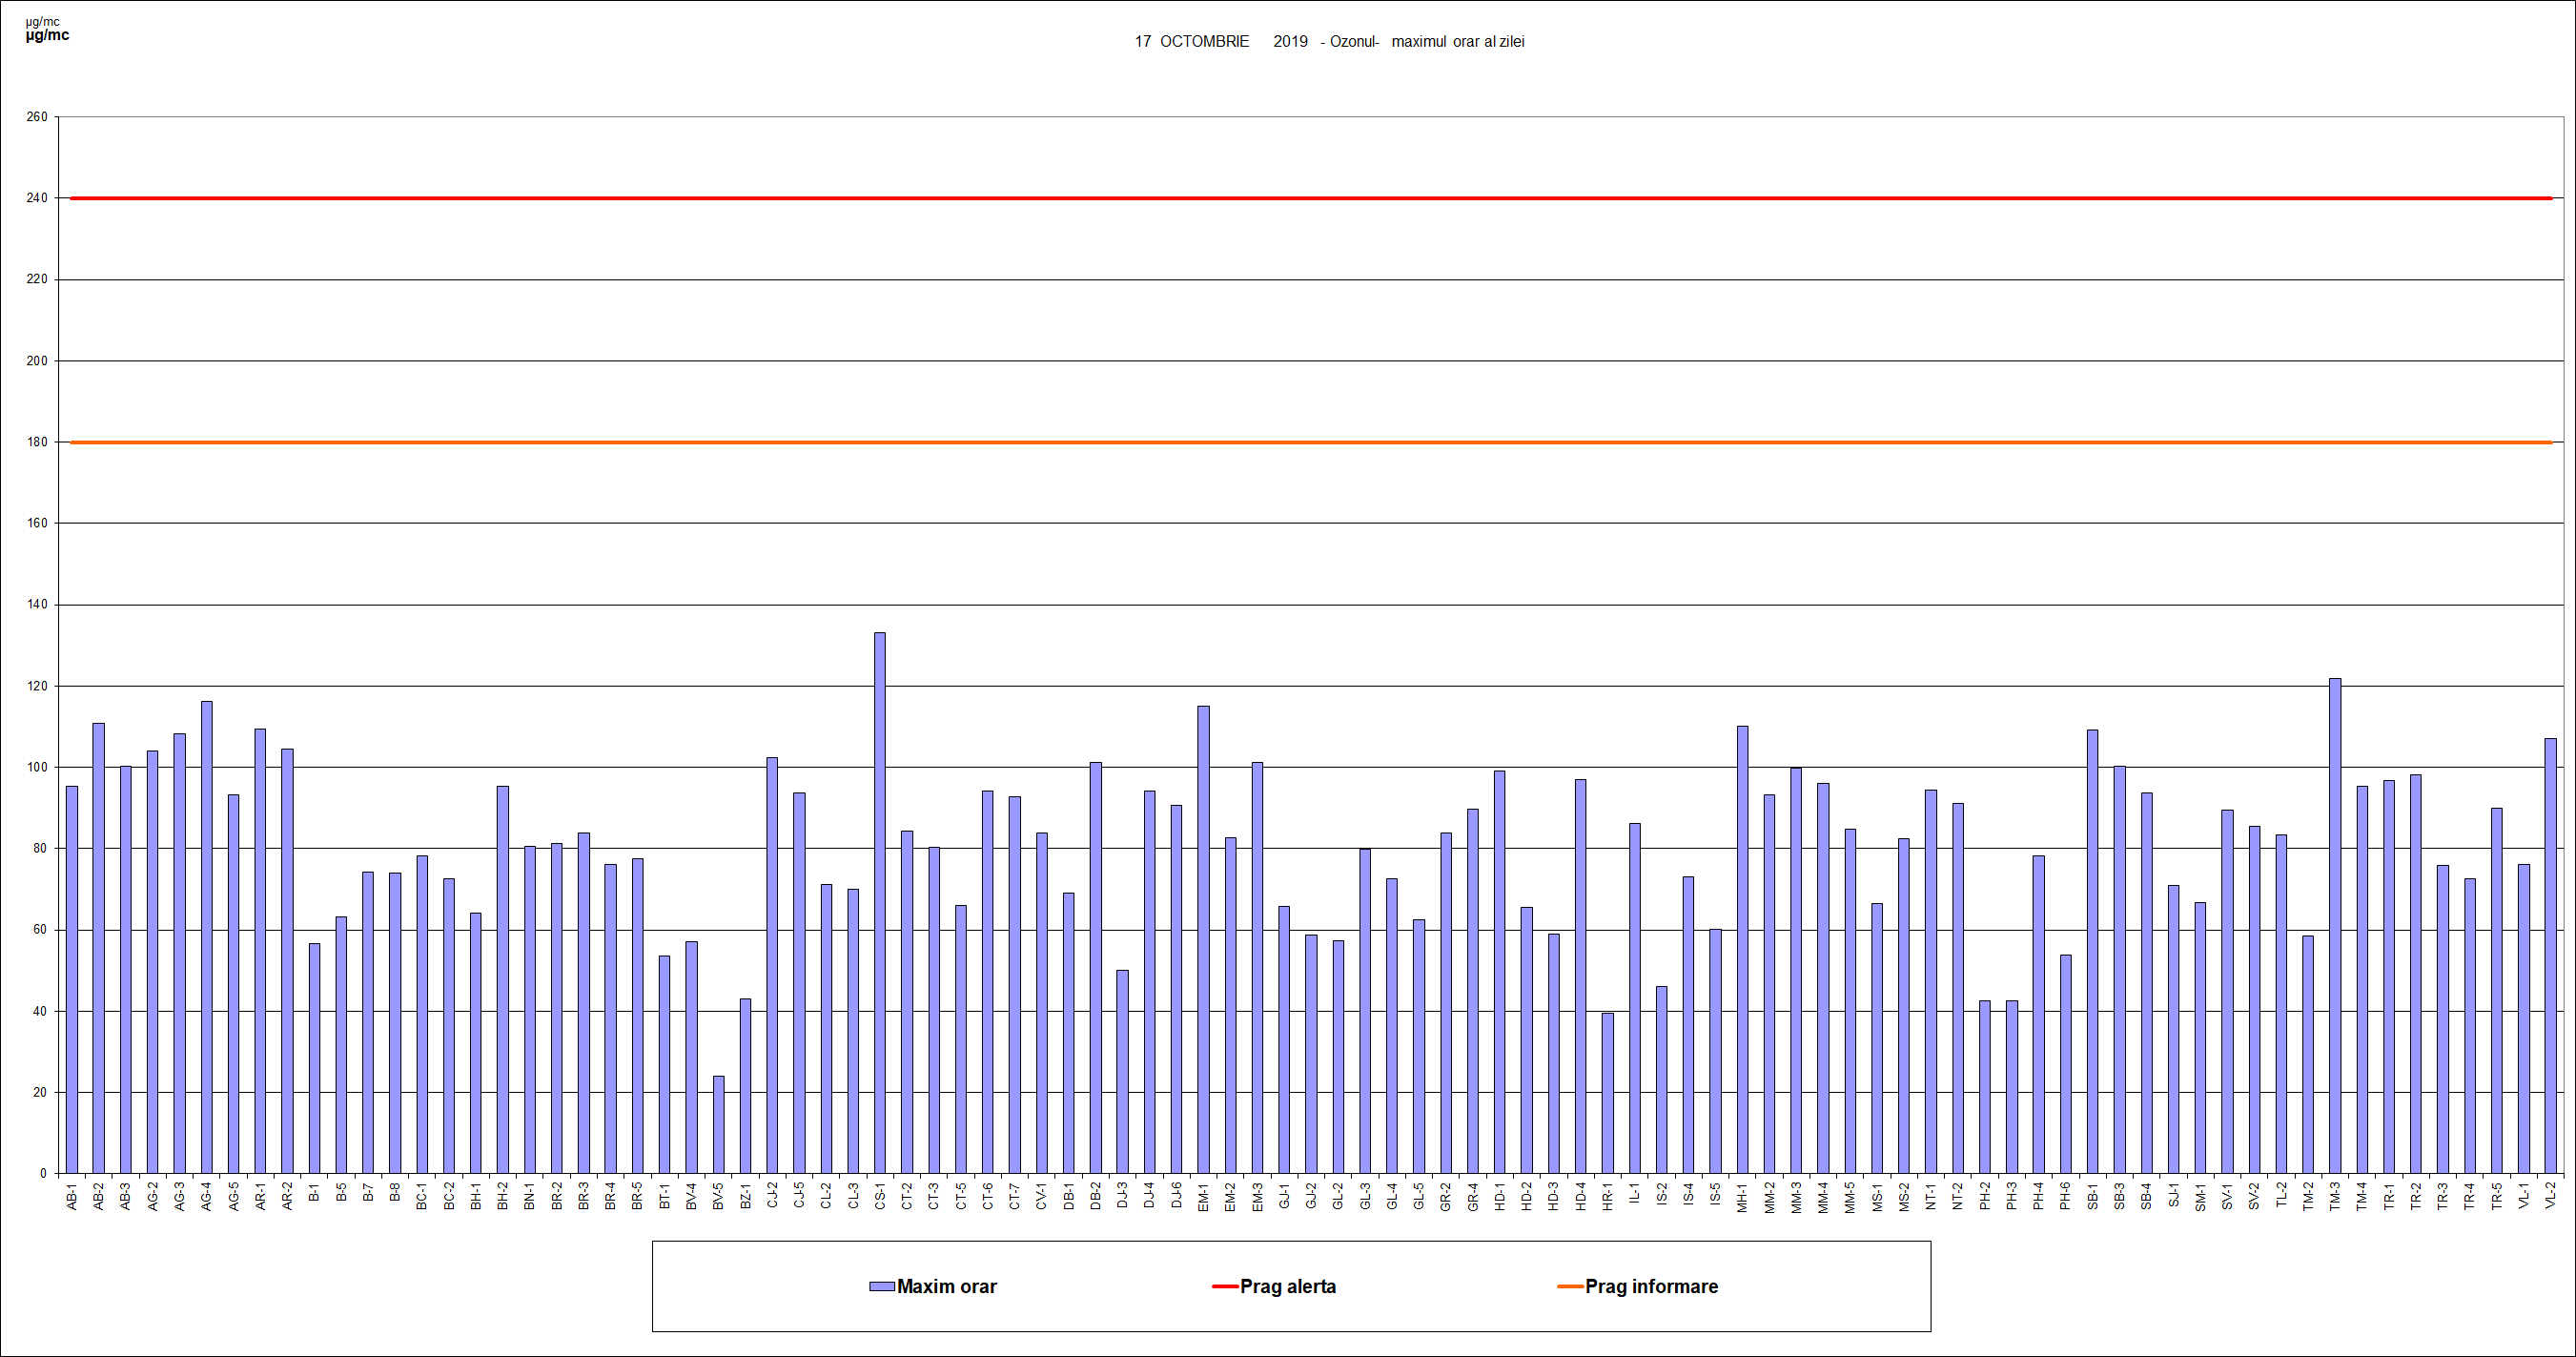 µg/mc
µg/mc
17 OCTOMBRIE 2019 - Ozonul- maximul orar al zilei
260
240
220
200
180
160
140
120
100
80
60
40
20
0
AB-1 AB-2 AB-3 AG-2 AG-3 AG-4 AG-5 AR-1 AR-2 B-1 B-5 B-7 B-8 BC-1 BC-2 BH-1 BH-2 BN-1 BR-2 BR-3 BR-4 BR-5 BT-1 BV-4 BV-5 BZ-1 CJ-2 CJ-5 CL-2 CL-3 CS-1 CT-2 CT-3 CT-5 CT-6 CT-7 CV-1 DB-1 DB-2 DJ-3 DJ-4 DJ-6 EM-1 EM-2 EM-3 GJ-1 GJ-2 GL-2 GL-3 GL-4 GL-5 GR-2 GR-4 HD-1 HD-2 HD-3 HD-4 HR-1 IL-1 IS-2 IS-4 IS-5 MH-1 MM-2 MM-3 MM-4 MM-5 MS-1 MS-2 NT-1 NT-2 PH-2 PH-3 PH-4 PH-6 SB-1 SB-3 SB-4 SJ-1 SM-1 SV-1 SV-2 TL-2 TM-2 TM-3 TM-4 TR-1 TR-2 TR-3 TR-4 TR-5 VL-1 VL-2
Maxim orar Prag alerta Prag informare